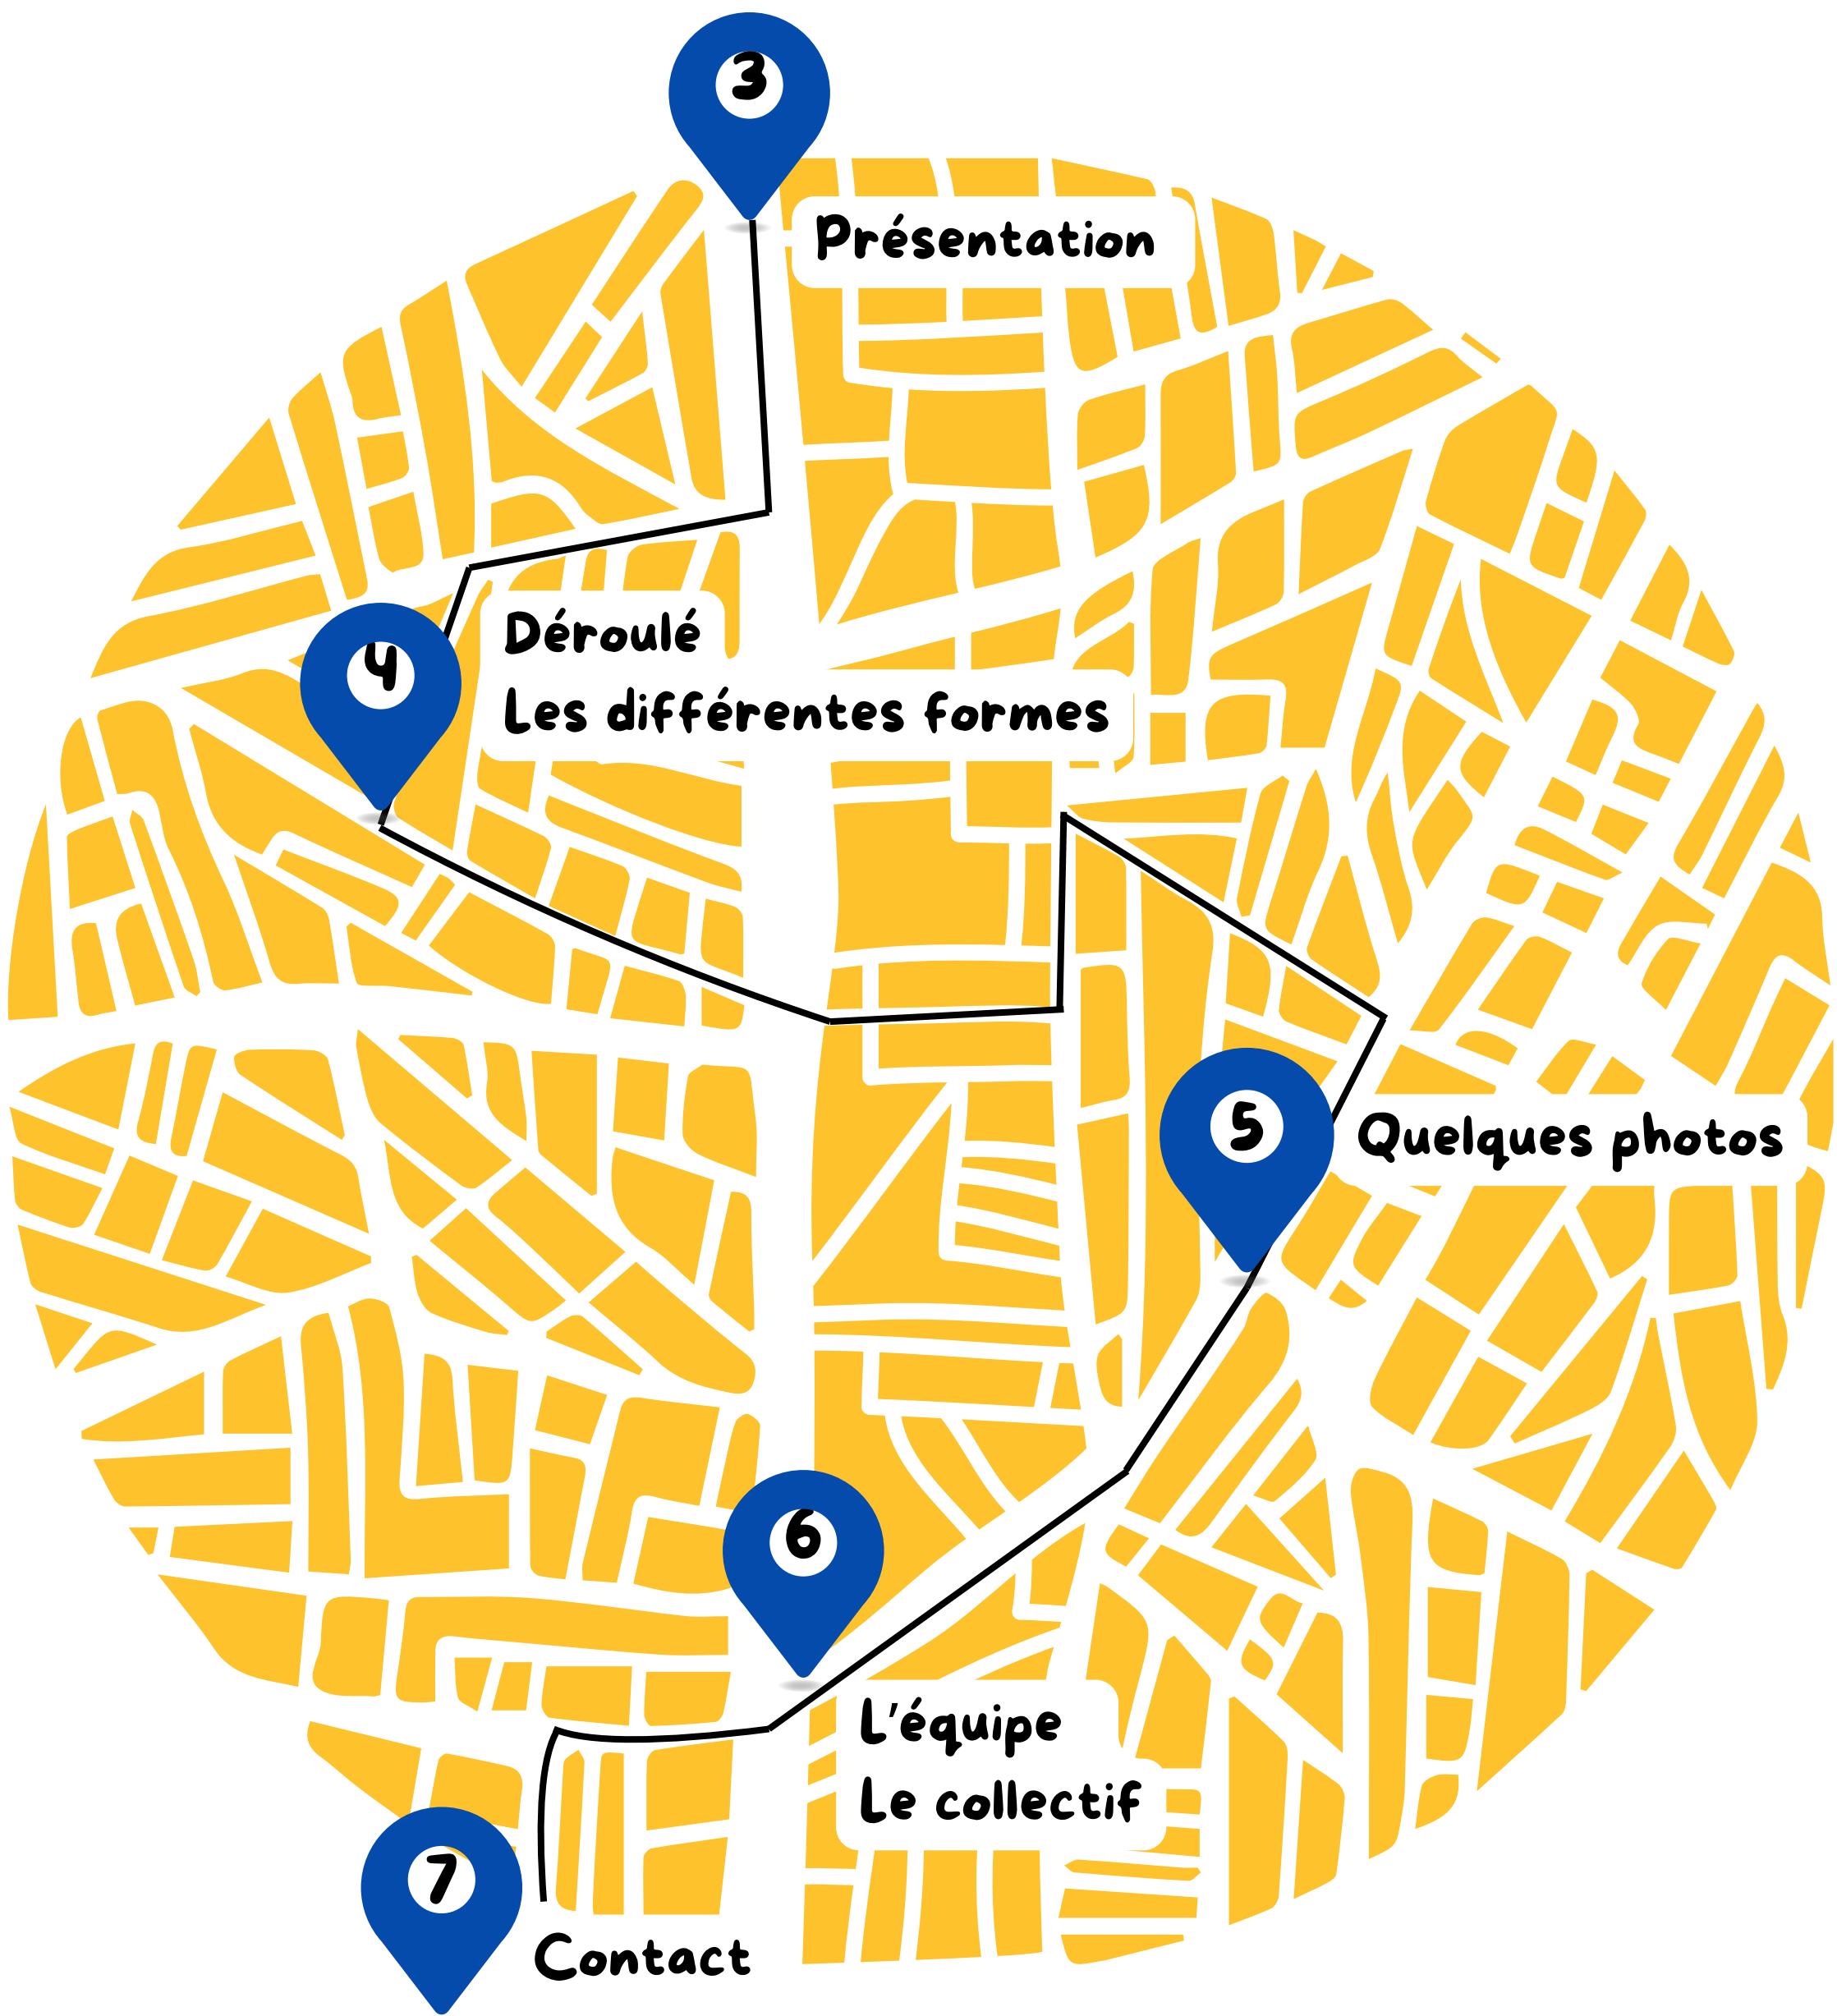 3
Présentation
4
Déroulé
Les différentes formes
5
Quelques photos
6
L'équipe
Le collectif
7
Contact